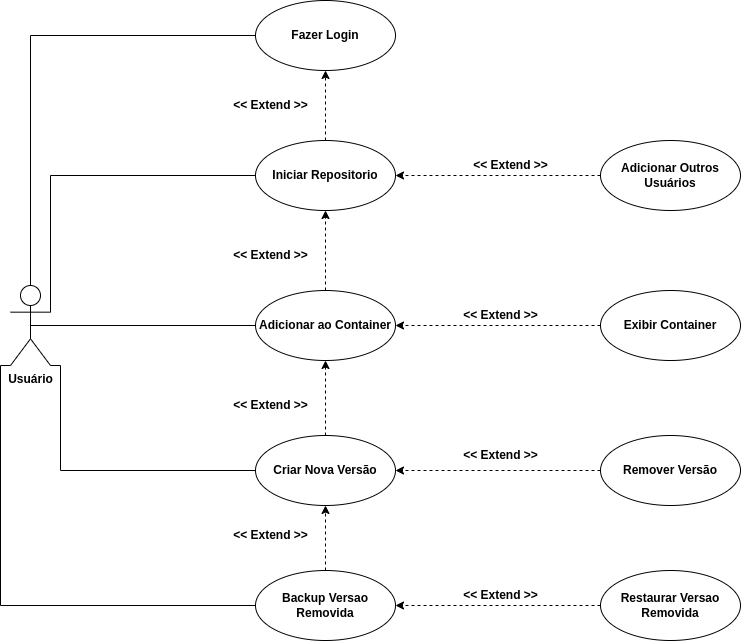 Fazer Login
<< Extend >>
Iniciar Repositorio
<< Extend >>
Adicionar Outros
Usuários
<< Extend >>
Usuário
Adicionar ao Container
<< Extend >>
Exibir Container
<< Extend >>
Criar Nova Versão
<< Extend >>
Remover Versão
<< Extend >>
Backup Versao
Removida
<< Extend >>
Restaurar Versao
Removida